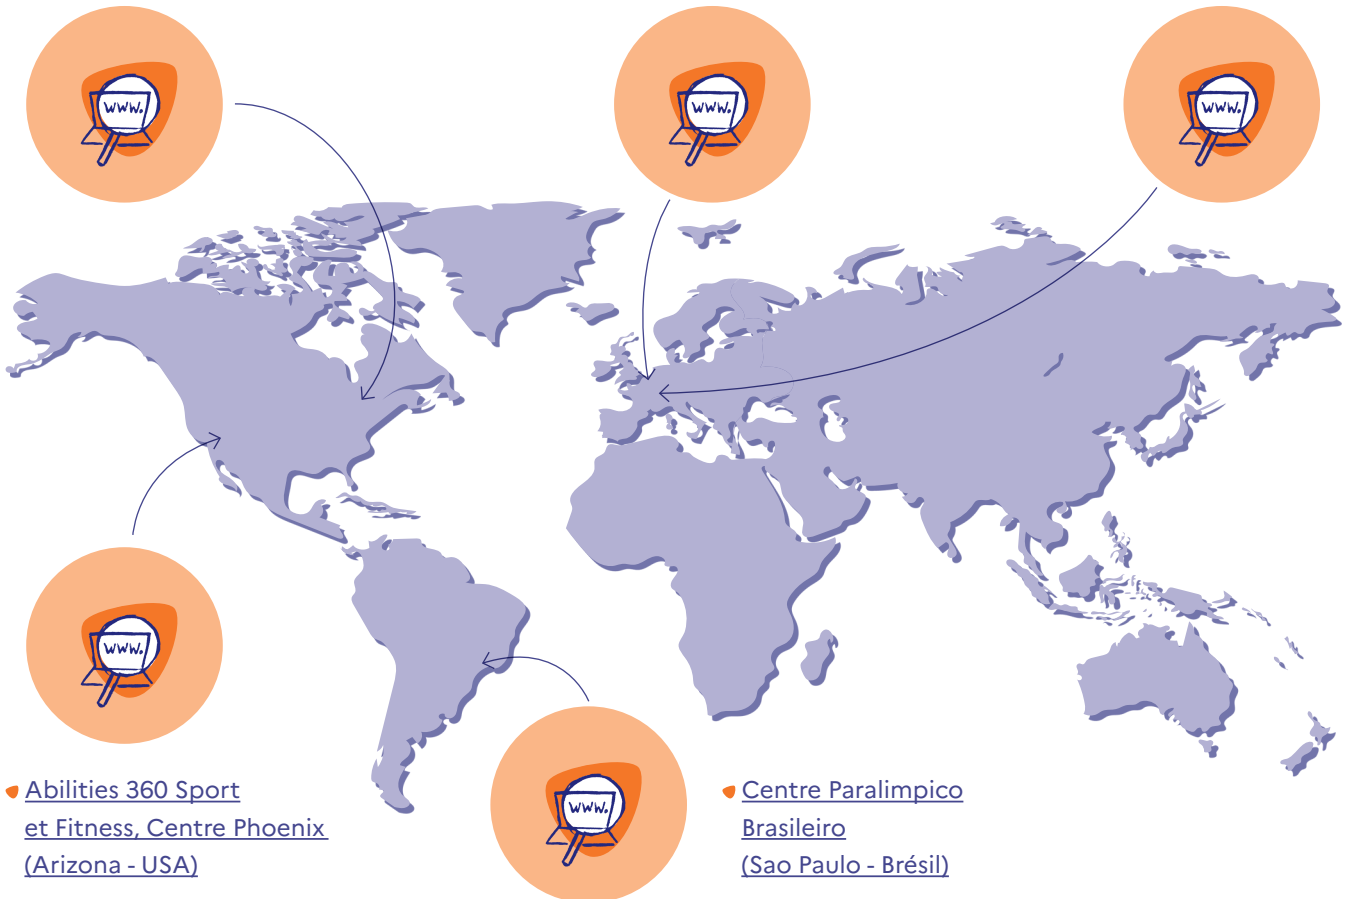 www.
www.
www.
www.
Abilities 360 Sport
et Fitness, Centre Phoenix
(Arizona - USA)
www.
Centre Paralimpico
Brasileiro
(Sao Paulo - Brésil)